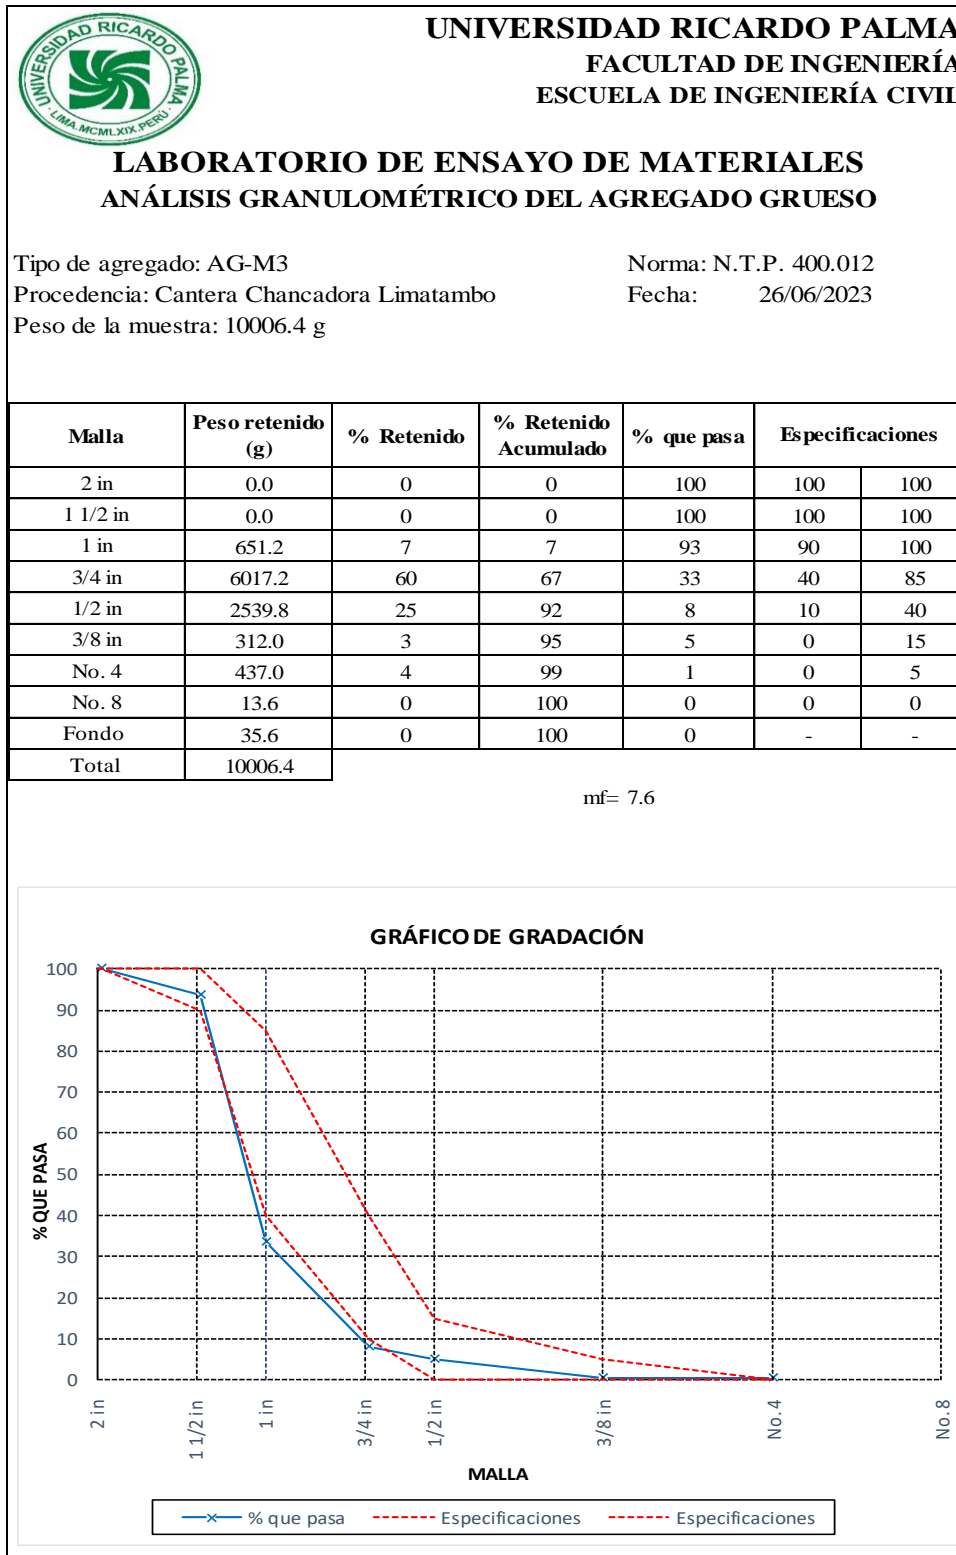 UNIVERSIDAD RICARDO PALMA
LIMA.MCMLXIX.PERÚ
UNIVERSIDAD RICARDO PALMA
FACULTAD DE INGENIERÍA
ESCUELA DE INGENIERÍA CIVIL
LABORATORIO DE ENSAYO DE MATERIALES
ANÁLISIS GRANULOMÉTRICO DEL AGREGADO GRUESO
Tipo de agregado: AG-M3 Norma: N.T.P. 400.012
Procedencia: Cantera Chancadora Limatambo Fecha: 26/06/2023
Peso de la muestra: 10006.4 g
Malla Peso retenido (g) % Retenido % Retenido Acumulado % que pasa Especificaciones
2 in 0.0 0 0 100 100 100
1 1/2 in 0.0 0 0 100 100 100
1 in 651.2 7 7 93 90 100
3/4 in 6017.2 60 67 33 40 85
1/2 in 2539.8 25 92 8 10 40
3/8 in 312.0 3 95 5 0 15
No. 4 437.0 4 99 1 0 5
No. 8 13.6 0 100 0 0 0
Fondo 35.6 0 100 0 - -
Total 10006.4
mf= 7.6
GRÁFICO DE GRADACIÓN
100
90
80
70
60
50
40
30
20
10
0
% QUE PASA
2 in 1 1/2 in 1 in 3/4 in 1/2 in 3/8 in No. 4 No. 8
MALLA
% que pasa Especificaciones Especificaciones